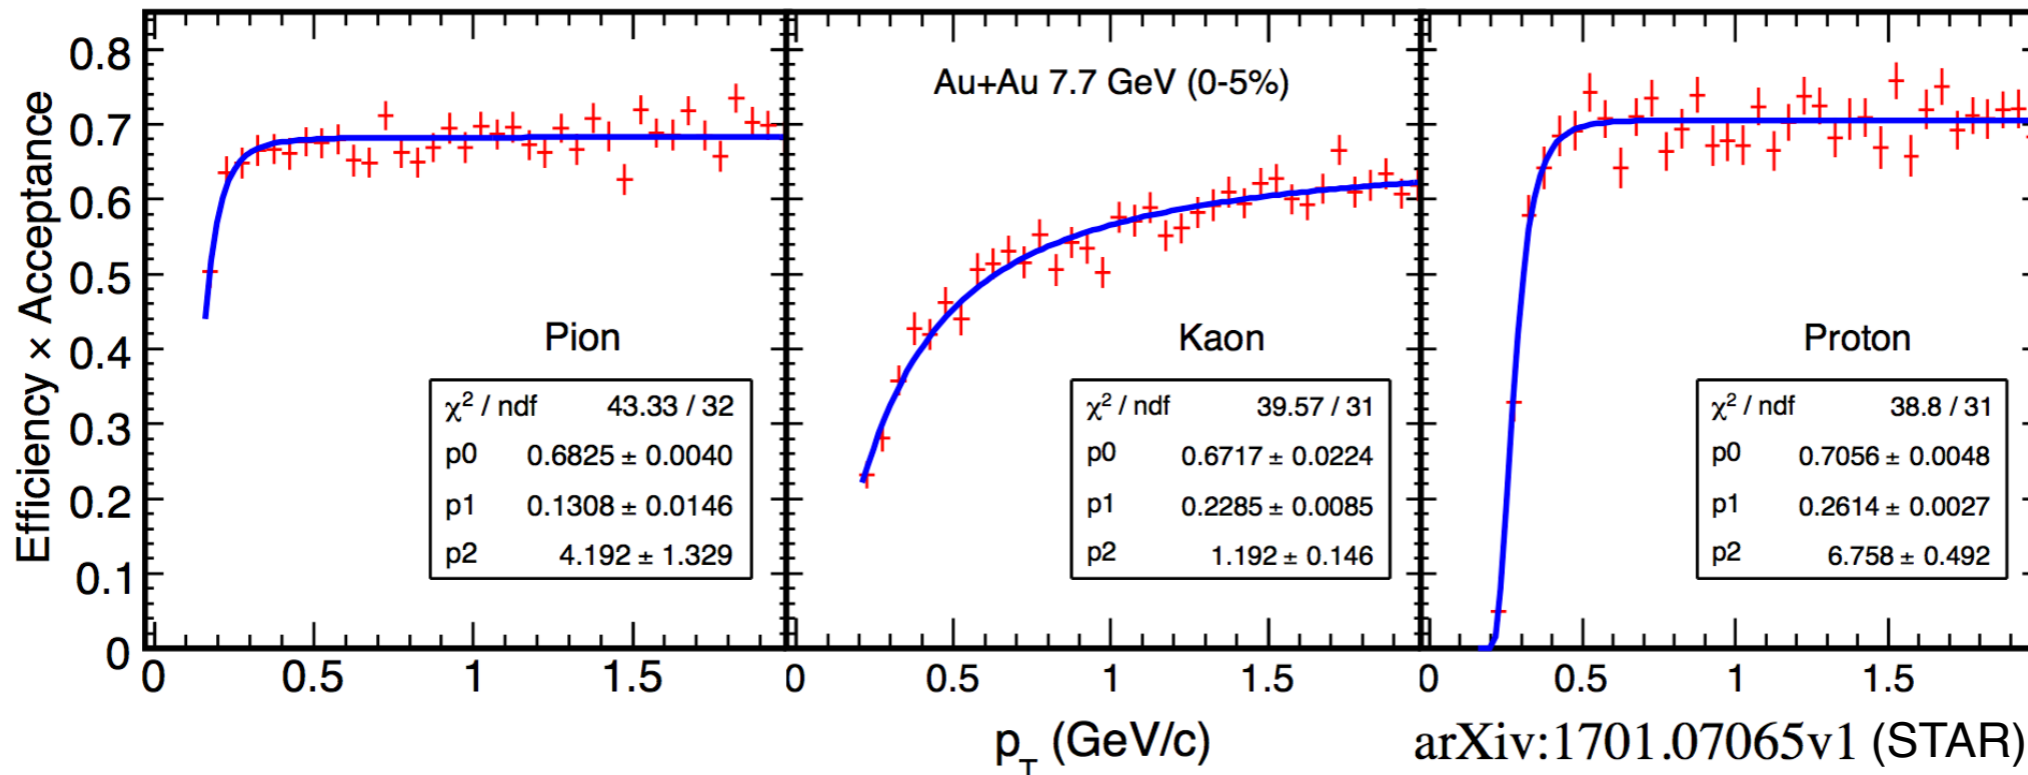 Efficiency × Acceptance
0.8
0.7
0.6
0.5
0.4
0.3
0.2
0.1
0
Pion
χ² / ndf 43.33 / 32
p0 0.6825 ± 0.0040
p1 0.1308 ± 0.0146
p2 4.192 ± 1.329
0 0.5 1 1.5
Au+Au 7.7 GeV (0-5%)
Kaon
χ² / ndf 39.57 / 31
p0 0.6717 ± 0.0224
p1 0.2285 ± 0.0085
p2 1.192 ± 0.146
0 0.5 1 1.5
Proton
χ² / ndf 38.8 / 31
p0 0.7056 ± 0.0048
p1 0.2614 ± 0.0027
p2 6.758 ± 0.492
0 0.5 1 1.5
p_T (GeV/c)
arXiv:1701.07065v1 (STAR)